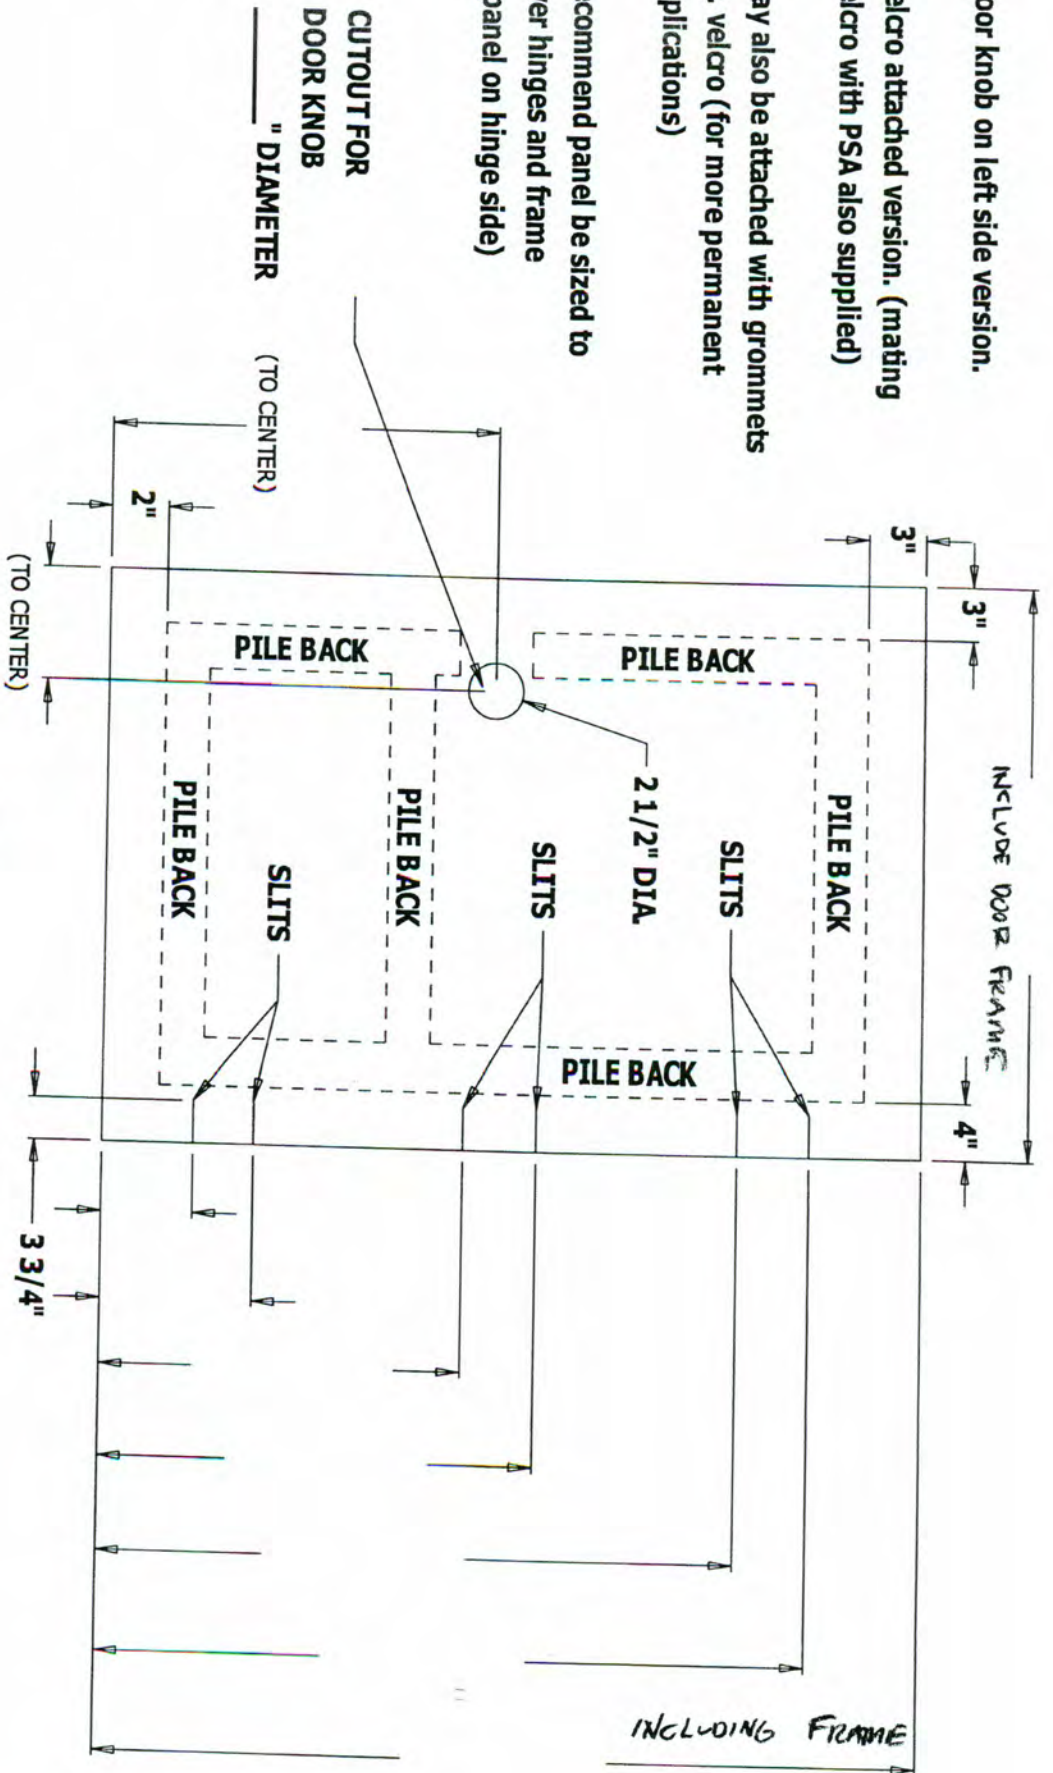 oor knob on left side version.
elcro attached version. (mating
elcro with PSA also supplied)
ay also be attached with grommets
. velcro (for more permanent
plications)
ecommend panel be sized to
er hinges and frame
panel on hinge side)
CUTOUT FOR
DOOR KNOB
" DIAMETER
(TO CENTER)
2"
(TO CENTER)
3"
3"
INCLUDE DOOR FRAME
PILE BACK
PILE BACK
PILE BACK
SLITS
2 1/2" DIA.
SLITS
PILE BACK
PILE BACK
SLITS
PILE BACK
4"
3 3/4"
INCLUDING FRAME